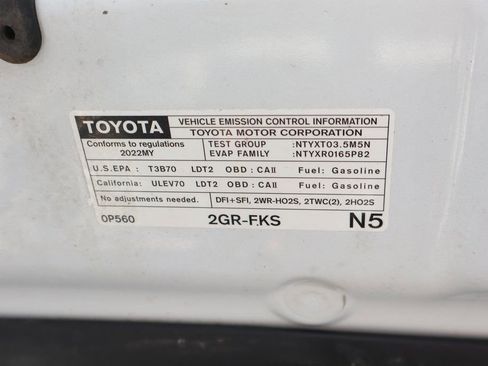 TOYOTA VEHICLE EMISSION CONTROL INFORMATION
TOYOTA MOTOR CORPORATION
Conforms to regulations
2022MY
TEST GROUP :NTYXT03.5M5N
EVAP FAMILY :NTYXR0165P82
U.S.EPA : T3B70 LDT2 OBD : CAII Fuel: Gasoline
California: ULEV70 LDT2 OBD : CAII Fuel: Gasoline
No adjustments needed. DFI+SFI, 2WR-HO2S, 2TWC(2), 2HO2S
0P560 2GR-FKS N5